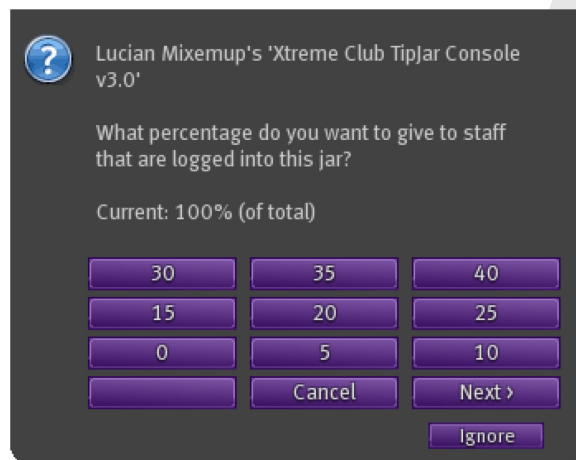 Lucian Mixemup's 'Xtreme Club TipJar Console
v3.0'
What percentage do you want to give to staff
that are logged into this jar?
Current: 100% (of total)
30 35 40
15 20 25
0 5 10
Cancel Next >
Ignore